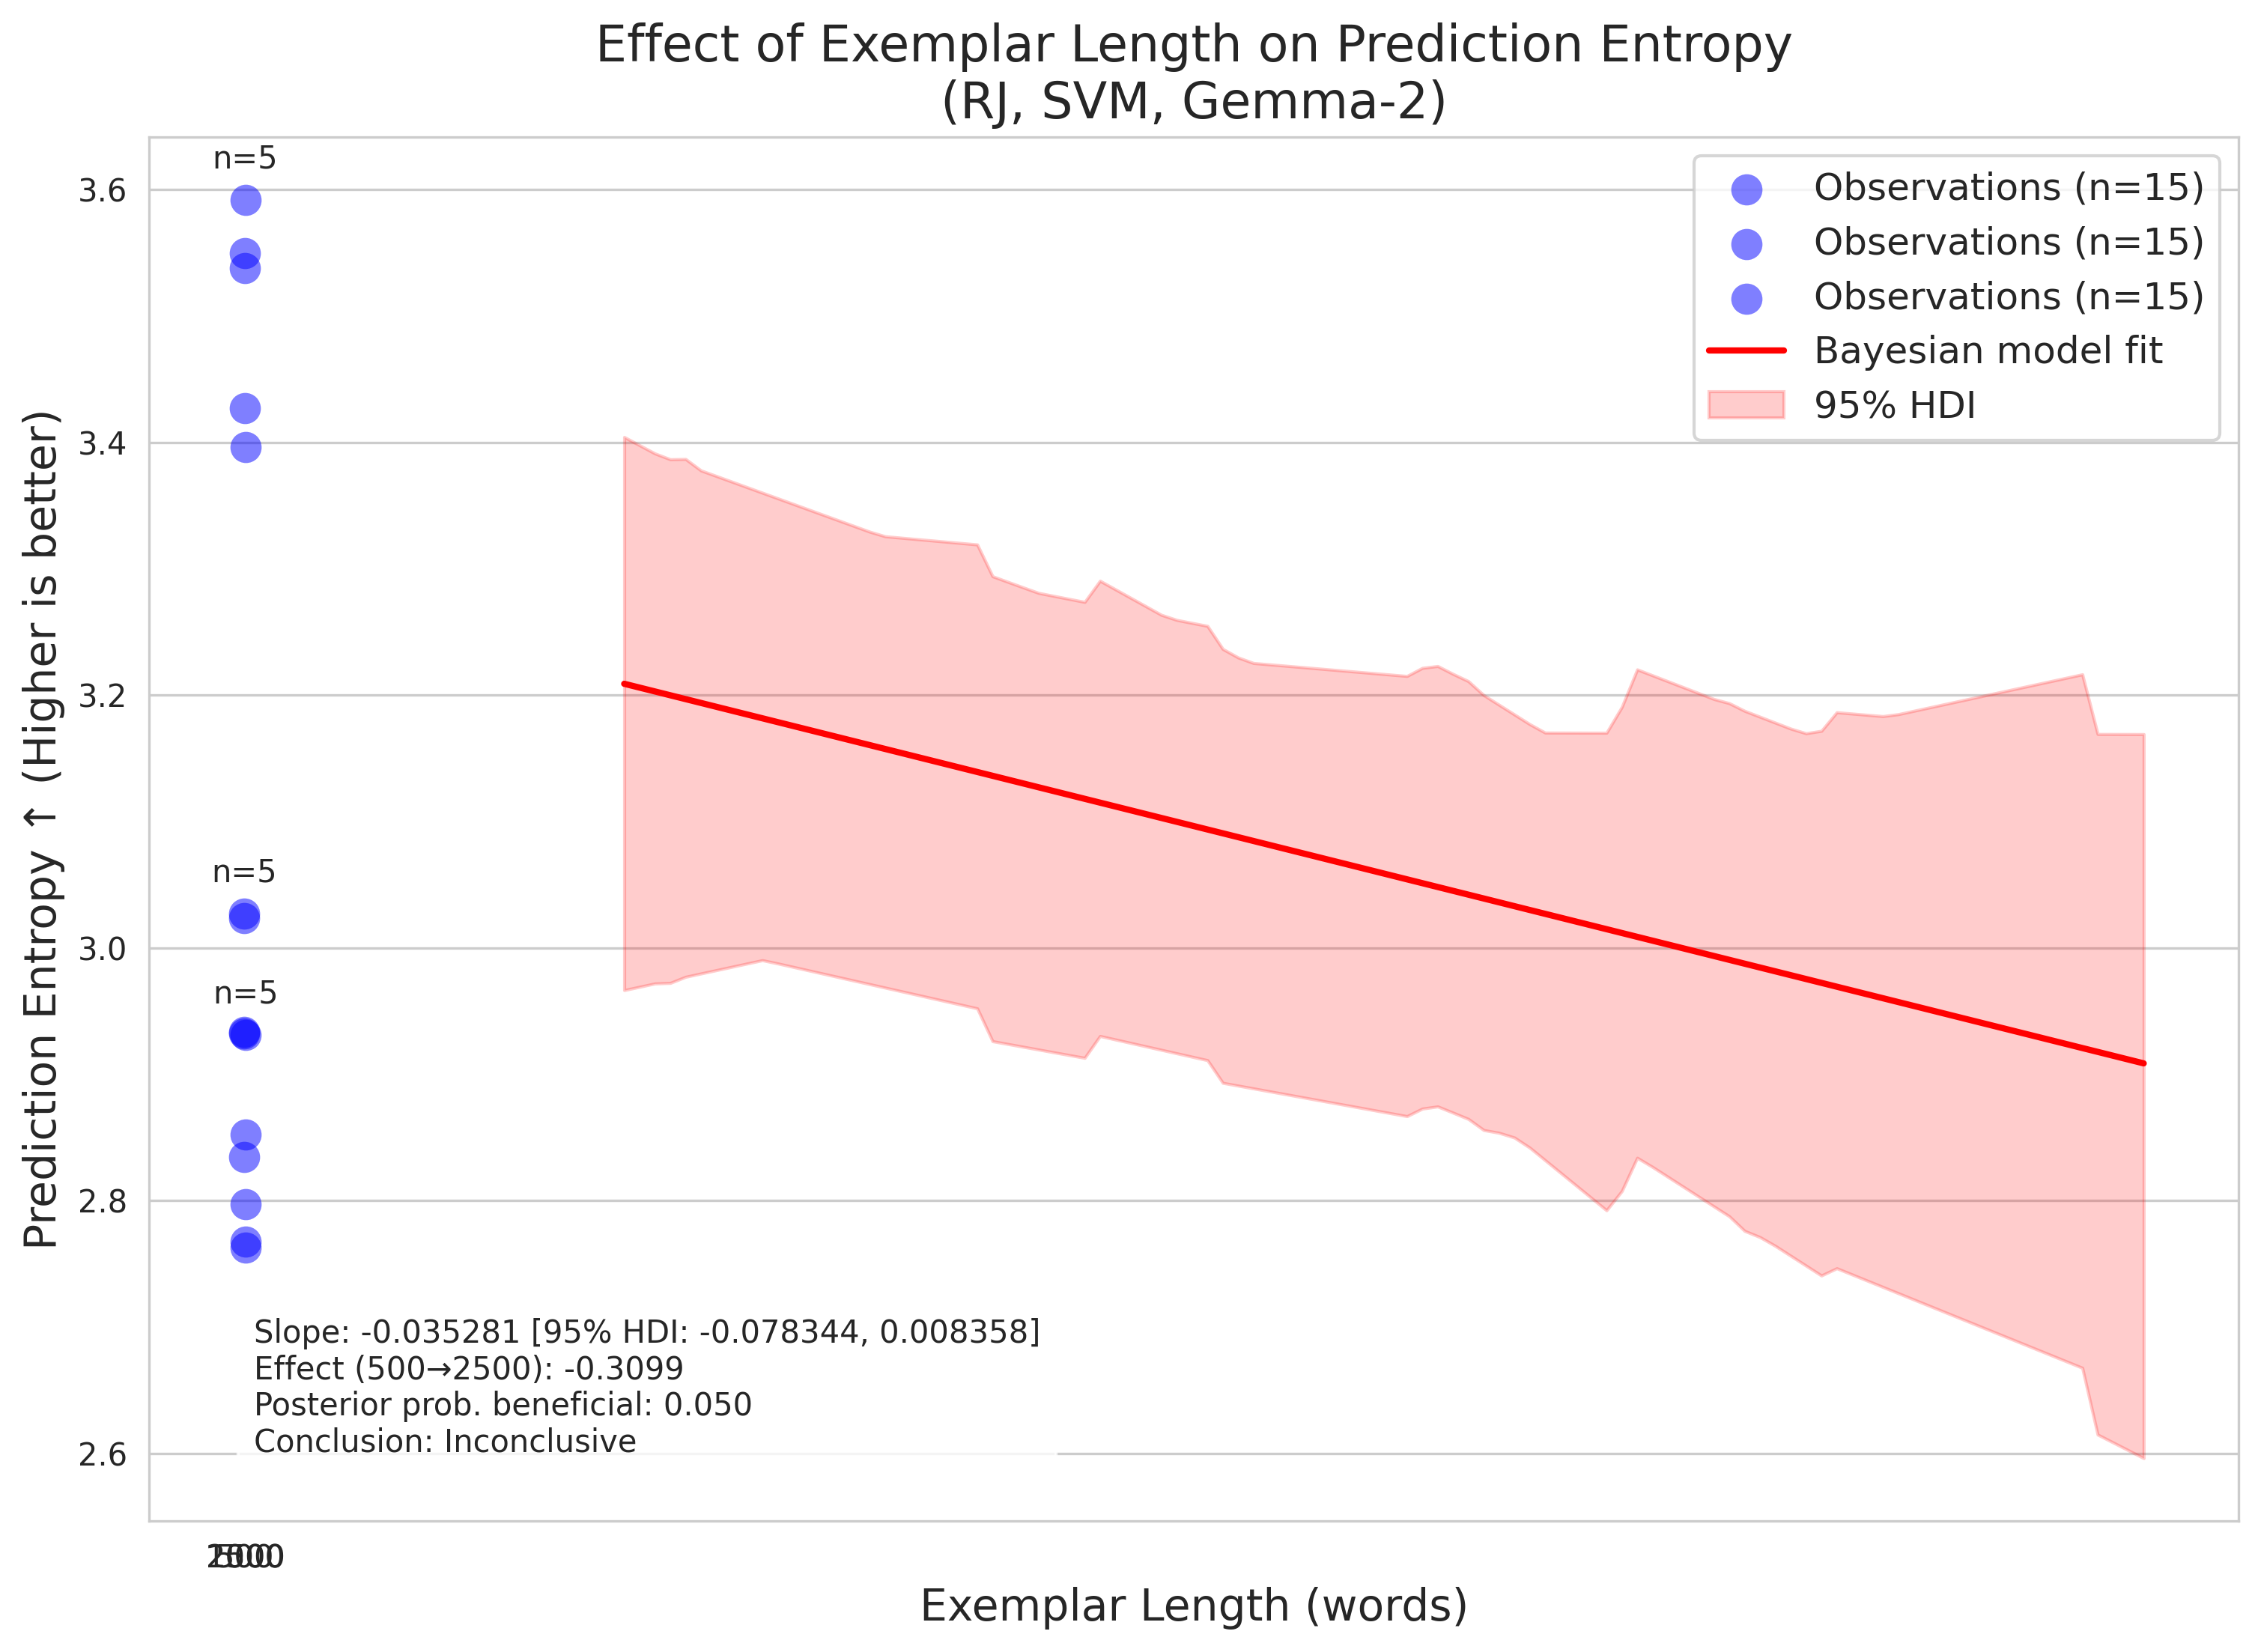 Effect of Exemplar Length on Prediction Entropy
(RJ, SVM, Gemma-2)
Prediction Entropy ↑ (Higher is better)
3.6
3.4
3.2
3.0
2.8
2.6
n=5
n=5
n=5
Observations (n=15)
Observations (n=15)
Observations (n=15)
Bayesian model fit
95% HDI
Slope: -0.035281 [95% HDI: -0.078344, 0.008358]
Effect (500→2500): -0.3099
Posterior prob. beneficial: 0.050
Conclusion: Inconclusive
Exemplar Length (words)